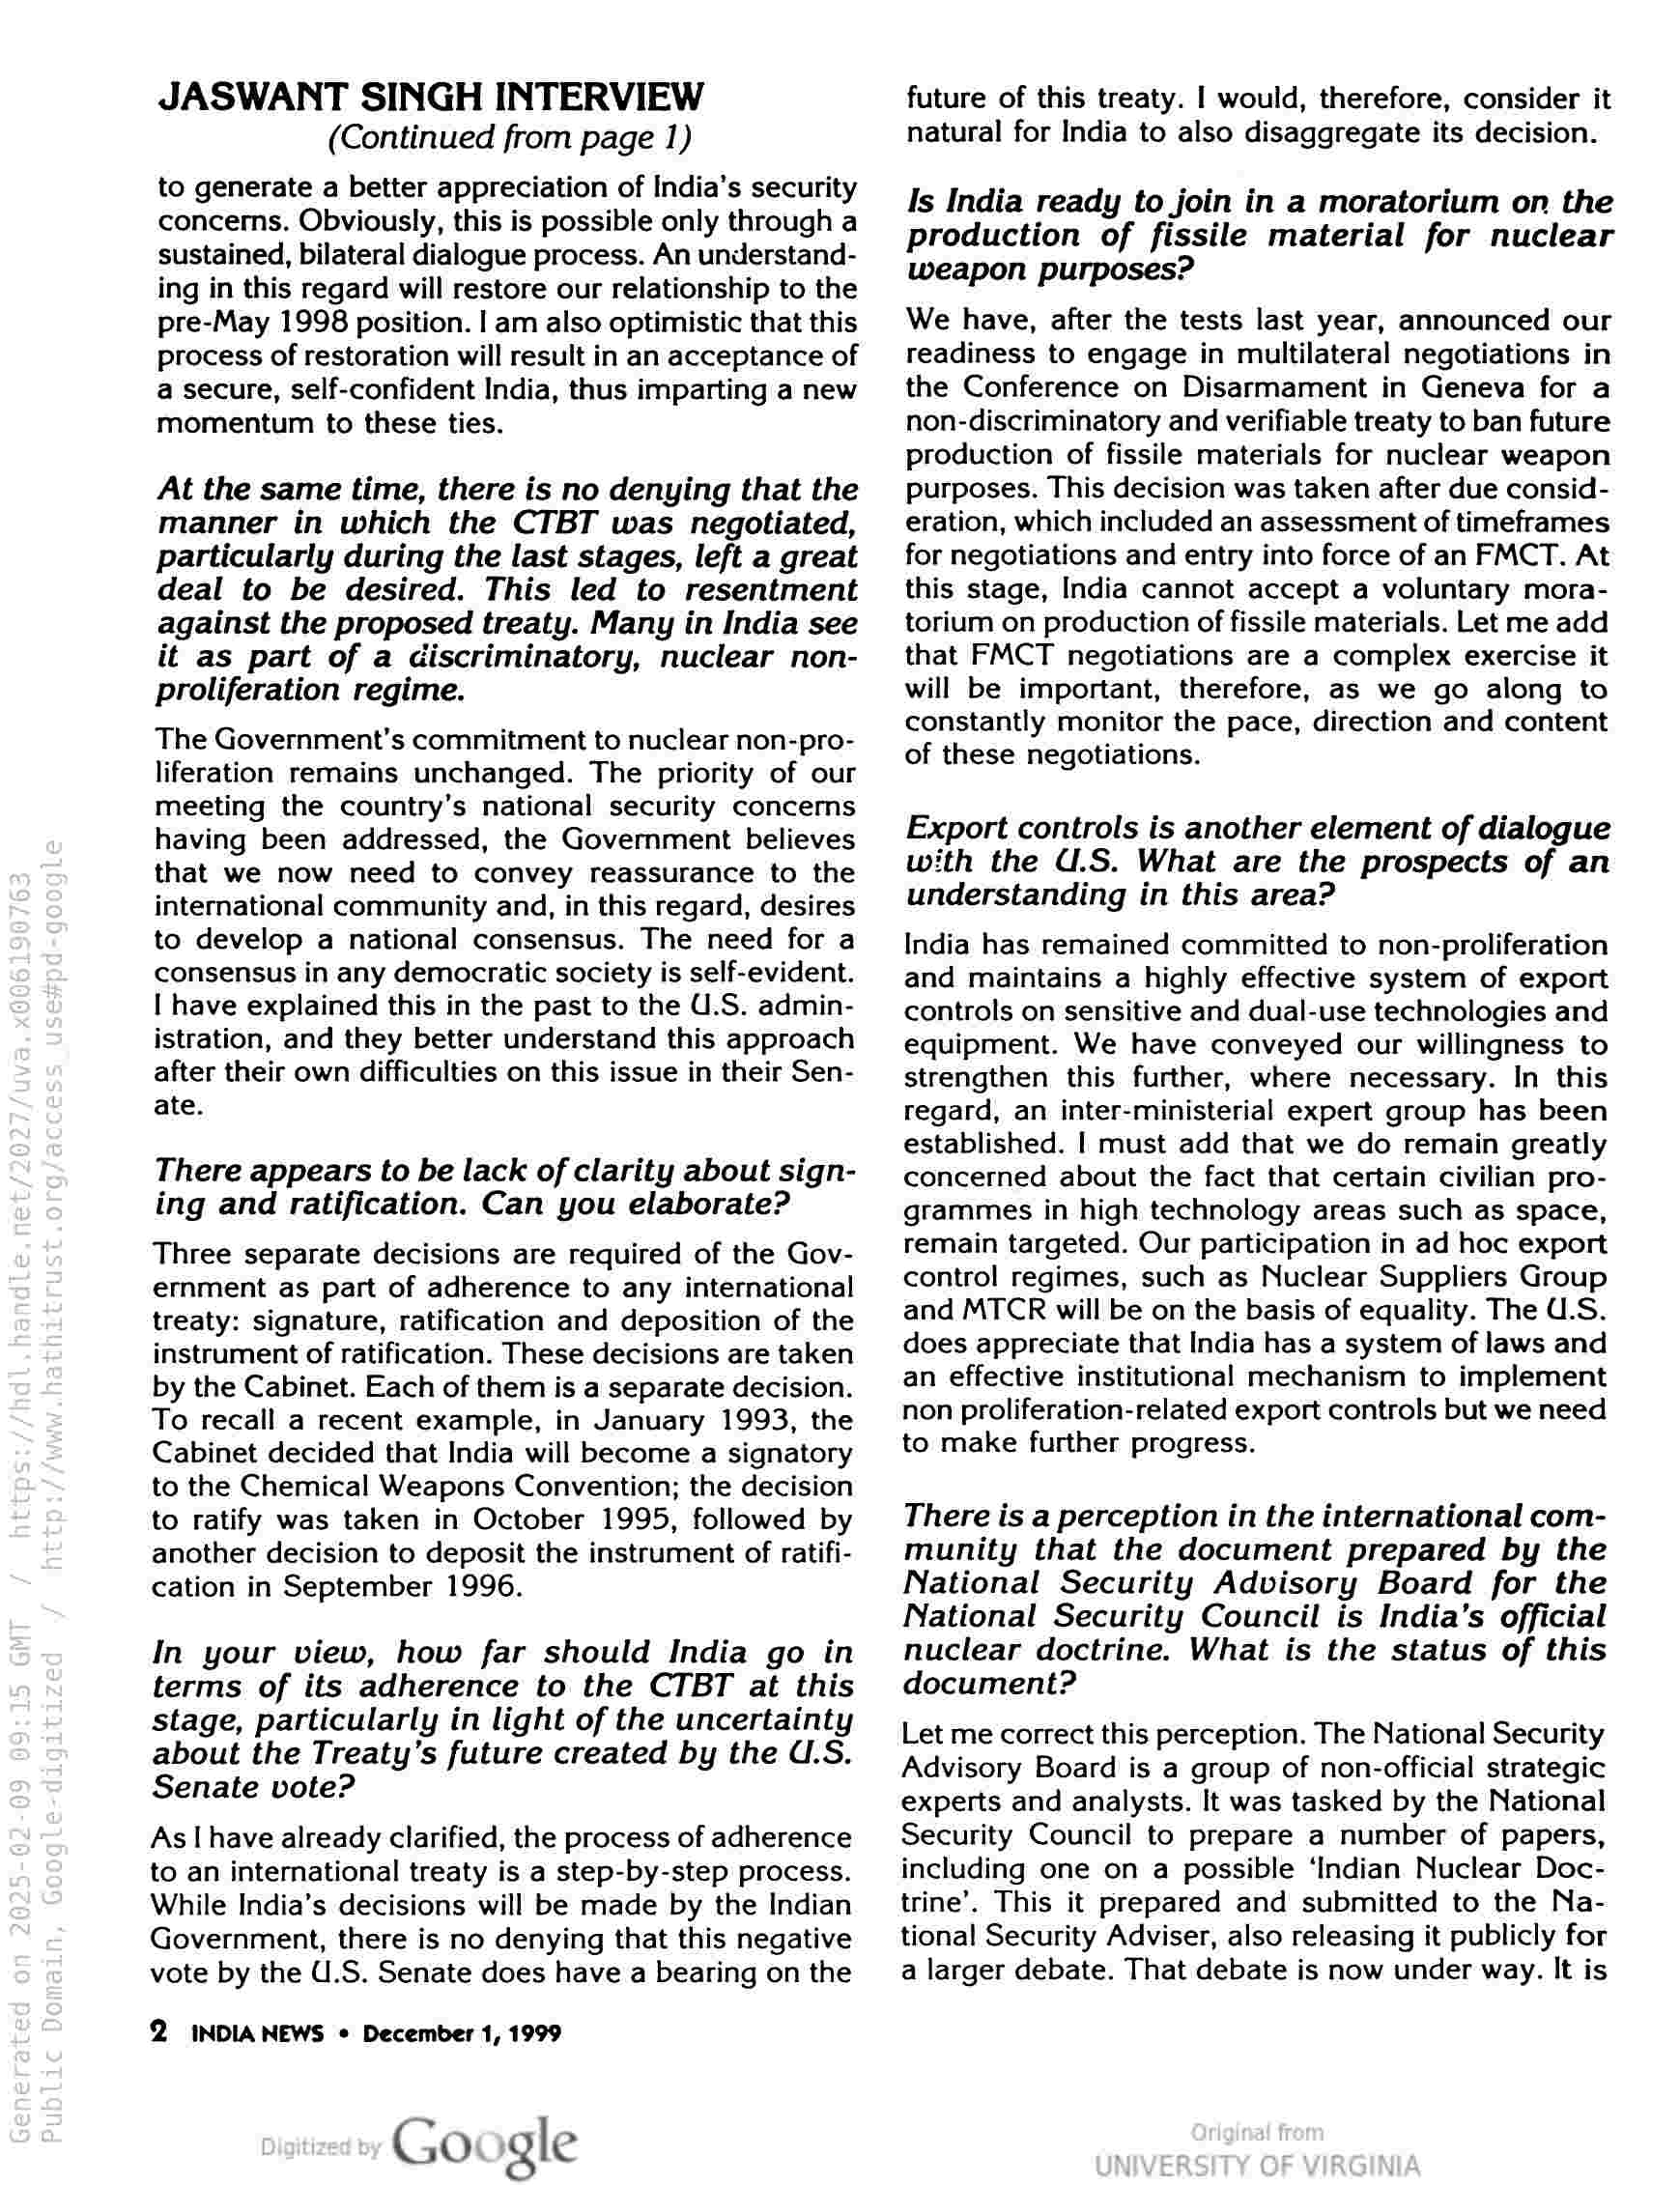 JASWANT SINGH INTERVIEW
(Continued from page 1)
to generate a better appreciation of India's security
concerns. Obviously, this is possible only through a
sustained, bilateral dialogue process. An understand-
ing in this regard will restore our relationship to the
pre-May 1998 position. I am also optimistic that this
process of restoration will result in an acceptance of
a secure, self-confident India, thus imparting a new
momentum to these ties.
At the same time, there is no denying that the
manner in which the CTBT was negotiated,
particularly during the last stages, left a great
deal to be desired. This led to resentment
against the proposed treaty. Many in India see
it as part of a discriminatory, nuclear non-
proliferation regime.
The Government's commitment to nuclear non-pro-
liferation remains unchanged. The priority of our
meeting the country's national security concerns
having been addressed, the Government believes
that we now need to convey reassurance to the
international community and, in this regard, desires
to develop a national consensus. The need for a
consensus in any democratic society is self-evident.
I have explained this in the past to the U.S. admin-
istration, and they better understand this approach
after their own difficulties on this issue in their Sen-
ate.
There appears to be lack of clarity about sign-
ing and ratification. Can you elaborate?
Three separate decisions are required of the Gov-
ernment as part of adherence to any international
treaty: signature, ratification and deposition of the
instrument of ratification. These decisions are taken
by the Cabinet. Each of them is a separate decision.
To recall a recent example, in January 1993, the
Cabinet decided that India will become a signatory
to the Chemical Weapons Convention; the decision
to ratify was taken in October 1995, followed by
another decision to deposit the instrument of ratifi-
cation in September 1996.
In your view, how far should India go in
terms of its adherence to the CTBT at this
stage, particularly in light of the uncertainty
about the Treaty's future created by the U.S.
Senate vote?
As I have already clarified, the process of adherence
to an international treaty is a step-by-step process.
While India's decisions will be made by the Indian
Government, there is no denying that this negative
vote by the U.S. Senate does have a bearing on the
future of this treaty. I would, therefore, consider it
natural for India to also disaggregate its decision.
Is India ready to join in a moratorium on the
production of fissile material for nuclear
weapon purposes?
We have, after the tests last year, announced our
readiness to engage in multilateral negotiations in
the Conference on Disarmament in Geneva for a
non-discriminatory and verifiable treaty to ban future
production of fissile materials for nuclear weapon
purposes. This decision was taken after due consid-
eration, which included an assessment of timeframes
for negotiations and entry into force of an FMCT. At
this stage, India cannot accept a voluntary mora-
torium on production of fissile materials. Let me add
that FMCT negotiations are a complex exercise it
will be important, therefore, as we go along to
constantly monitor the pace, direction and content
of these negotiations.
Export controls is another element of dialogue
with the U.S. What are the prospects of an
understanding in this area?
India has remained committed to non-proliferation
and maintains a highly effective system of export
controls on sensitive and dual-use technologies and
equipment. We have conveyed our willingness to
strengthen this further, where necessary. In this
regard, an inter-ministerial expert group has been
established. I must add that we do remain greatly
concerned about the fact that certain civilian pro-
grammes in high technology areas such as space,
remain targeted. Our participation in ad hoc export
control regimes, such as Nuclear Suppliers Group
and MTCR will be on the basis of equality. The U.S.
does appreciate that India has a system of laws and
an effective institutional mechanism to implement
non proliferation-related export controls but we need
to make further progress.
There is a perception in the international com-
munity that the document prepared by the
National Security Advisory Board for the
National Security Council is India's official
nuclear doctrine. What is the status of this
document?
Let me correct this perception. The National Security
Advisory Board is a group of non-official strategic
experts and analysts. It was tasked by the National
Security Council to prepare a number of papers,
including one on a possible 'Indian Nuclear Doc-
trine'. This it prepared and submitted to the Na-
tional Security Adviser, also releasing it publicly for
a larger debate. That debate is now under way. It is
2 INDIA NEWS • December 1, 1999
Generated on 2025-02-09 09:15 GMT / https://hdl.handle.net/2027/uva.x006190763
Public Domain, Google-digitized / http://www.hathitrust.org/access_use#pd-google
Digitized by Google
Original from
UNIVERSITY OF VIRGINIA